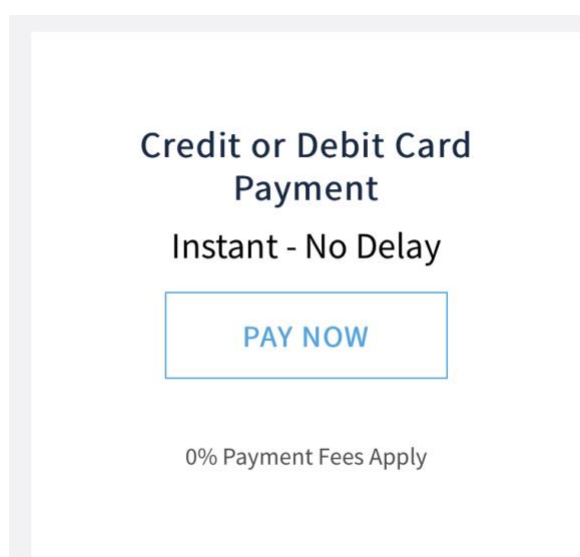 Credit or Debit Card
Payment
Instant - No Delay
PAY NOW
0% Payment Fees Apply